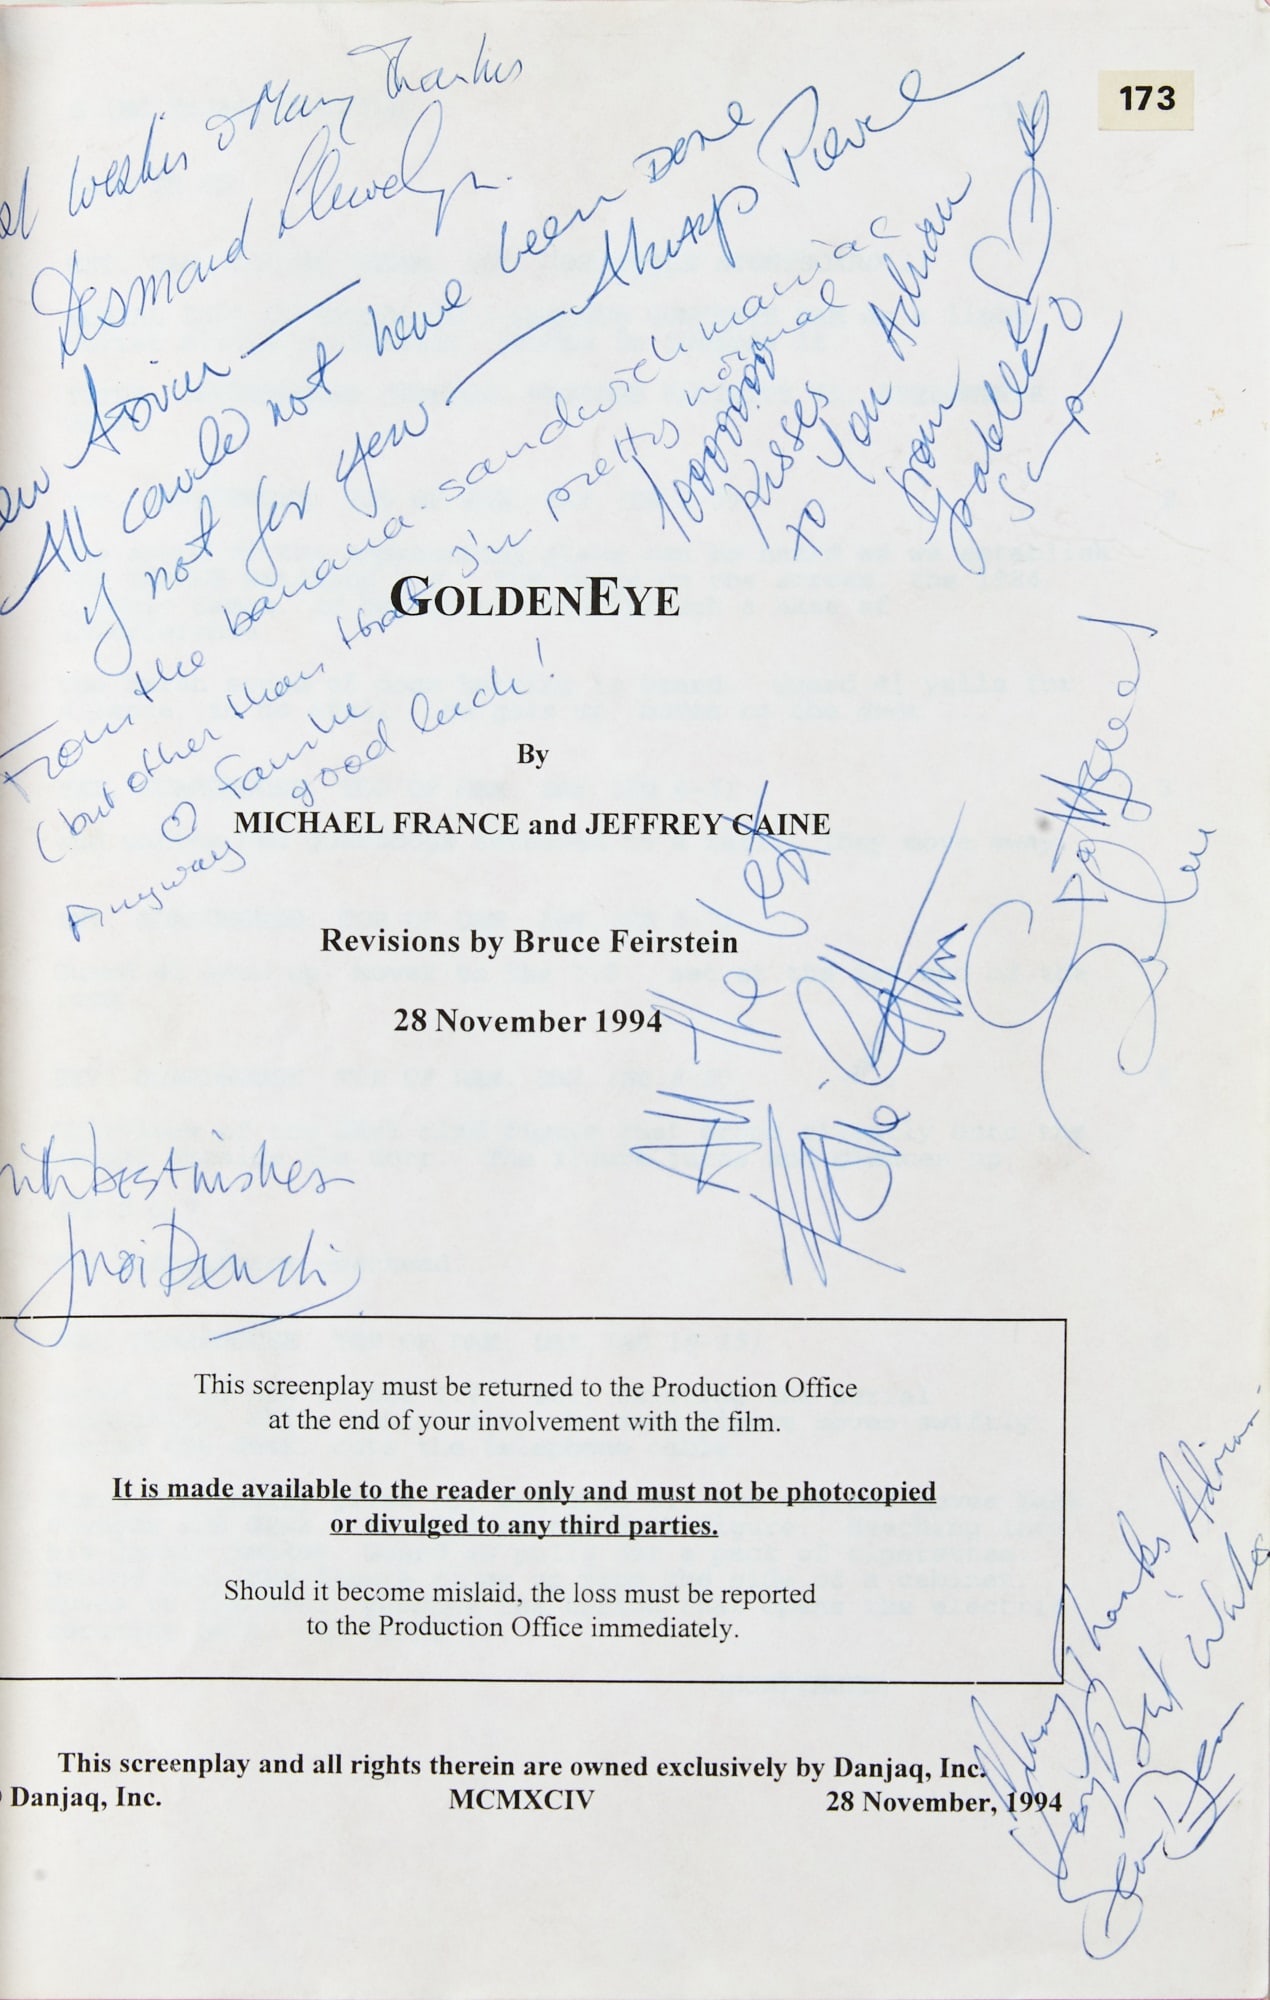 173
wishes & Many Thanks
Desmond Llewelyn.
All could not have been Done
if not for you — Always Pierce
From the banana-sandwich maniac
(but other than that I'm pretty normal
Famke
Anyway good luck!
Kisses
to You Adrian
from
GOLDENEYE
By
MICHAEL FRANCE and JEFFREY CAINE
Revisions by Bruce Feirstein
28 November 1994
All The best
with best wishes
Judi Dench
This screenplay must be returned to the Production Office
at the end of your involvement with the film.
It is made available to the reader only and must not be photocopied
or divulged to any third parties.
Should it become mislaid, the loss must be reported
to the Production Office immediately.
Many Thanks Adrian
Very Best Wishes
Sean Bean
This screenplay and all rights therein are owned exclusively by Danjaq, Inc.
Danjaq, Inc. MCMXCIV 28 November, 1994